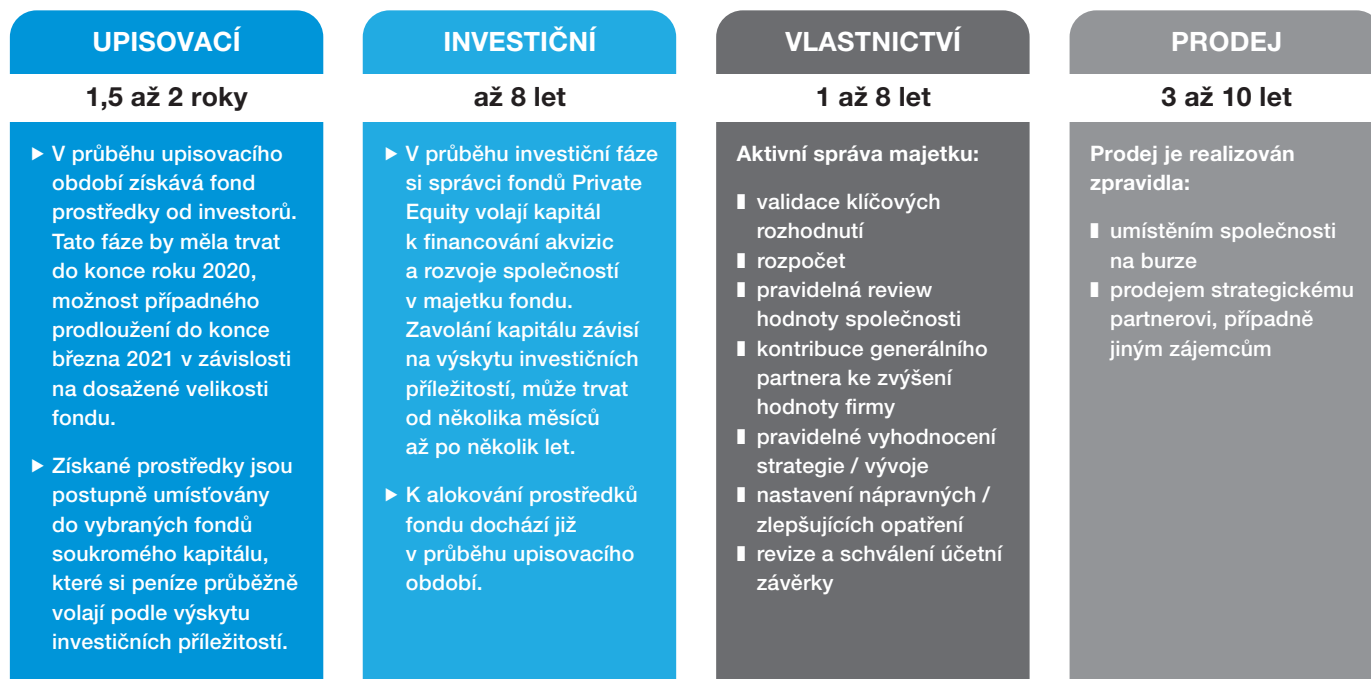 UPISOVACÍ
1,5 až 2 roky
▶ V průběhu upisovacího
období získává fond
prostředky od investorů.
Tato fáze by měla trvat
do konce roku 2020,
možnost případného
prodloužení do konce
března 2021 v závislosti
na dosažené velikosti
fondu.
▶ Získané prostředky jsou
postupně umísťovány
do vybraných fondů
soukromého kapitálu,
které si peníze průběžně
volají podle výskytu
investičních příležitostí.
INVESTIČNÍ
až 8 let
▶ V průběhu investiční fáze
si správci fondů Private
Equity volají kapitál
k financování akvizic
a rozvoje společností
v majetku fondu.
Zavolání kapitálu závisí
na výskytu investičních
příležitostí, může trvat
od několika měsíců
až po několik let.
▶ K alokování prostředků
fondu dochází již
v průběhu upisovacího
období.
VLASTNICTVÍ
1 až 8 let
Aktivní správa majetku:
▮ validace klíčových
rozhodnutí
▮ rozpočet
▮ pravidelná review
hodnoty společnosti
▮ kontribuce generálního
partnera ke zvýšení
hodnoty firmy
▮ pravidelné vyhodnocení
strategie / vývoje
▮ nastavení nápravných /
zlepšujících opatření
▮ revize a schválení účetní
závěrky
PRODEJ
3 až 10 let
Prodej je realizován
zpravidla:
▮ umístěním společnosti
na burze
▮ prodejem strategickému
partnerovi, případně
jiným zájemcům